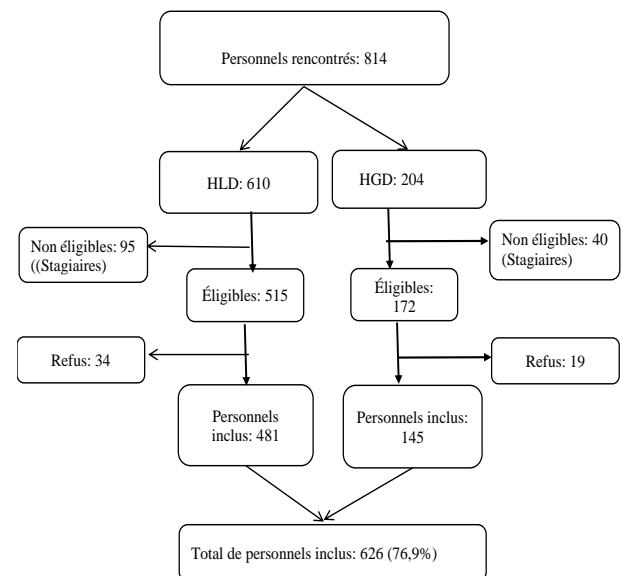 Personnels rencontrés: 814
HLD: 610
HGD: 204
Non éligibles: 95
((Stagiaires)
Non éligibles: 40
(Stagiaires)
Éligibles: 515
Éligibles:
172
Refus: 34
Refus: 19
Personnels
inclus: 481
Personnels inclus:
145
Total de personnels inclus: 626 (76,9%)